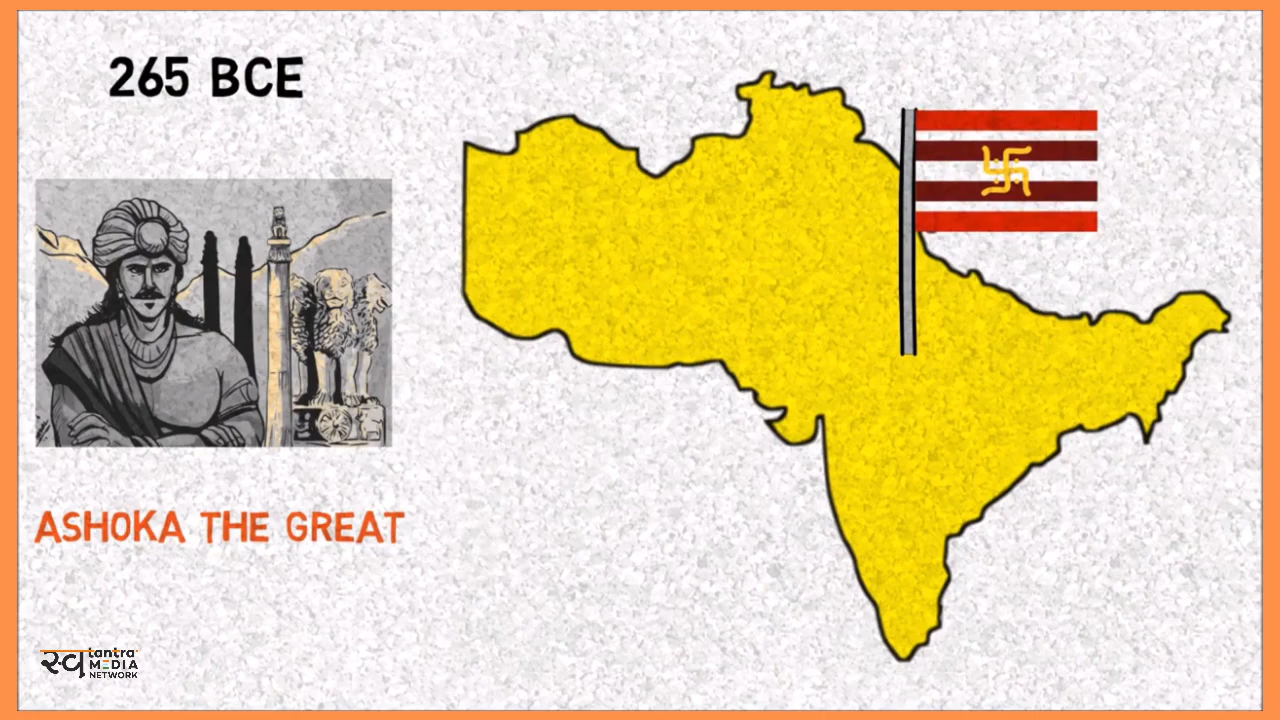 265 BCE
ASHOKA THE GREAT
स्व tantra
MEDIA
NETWORK